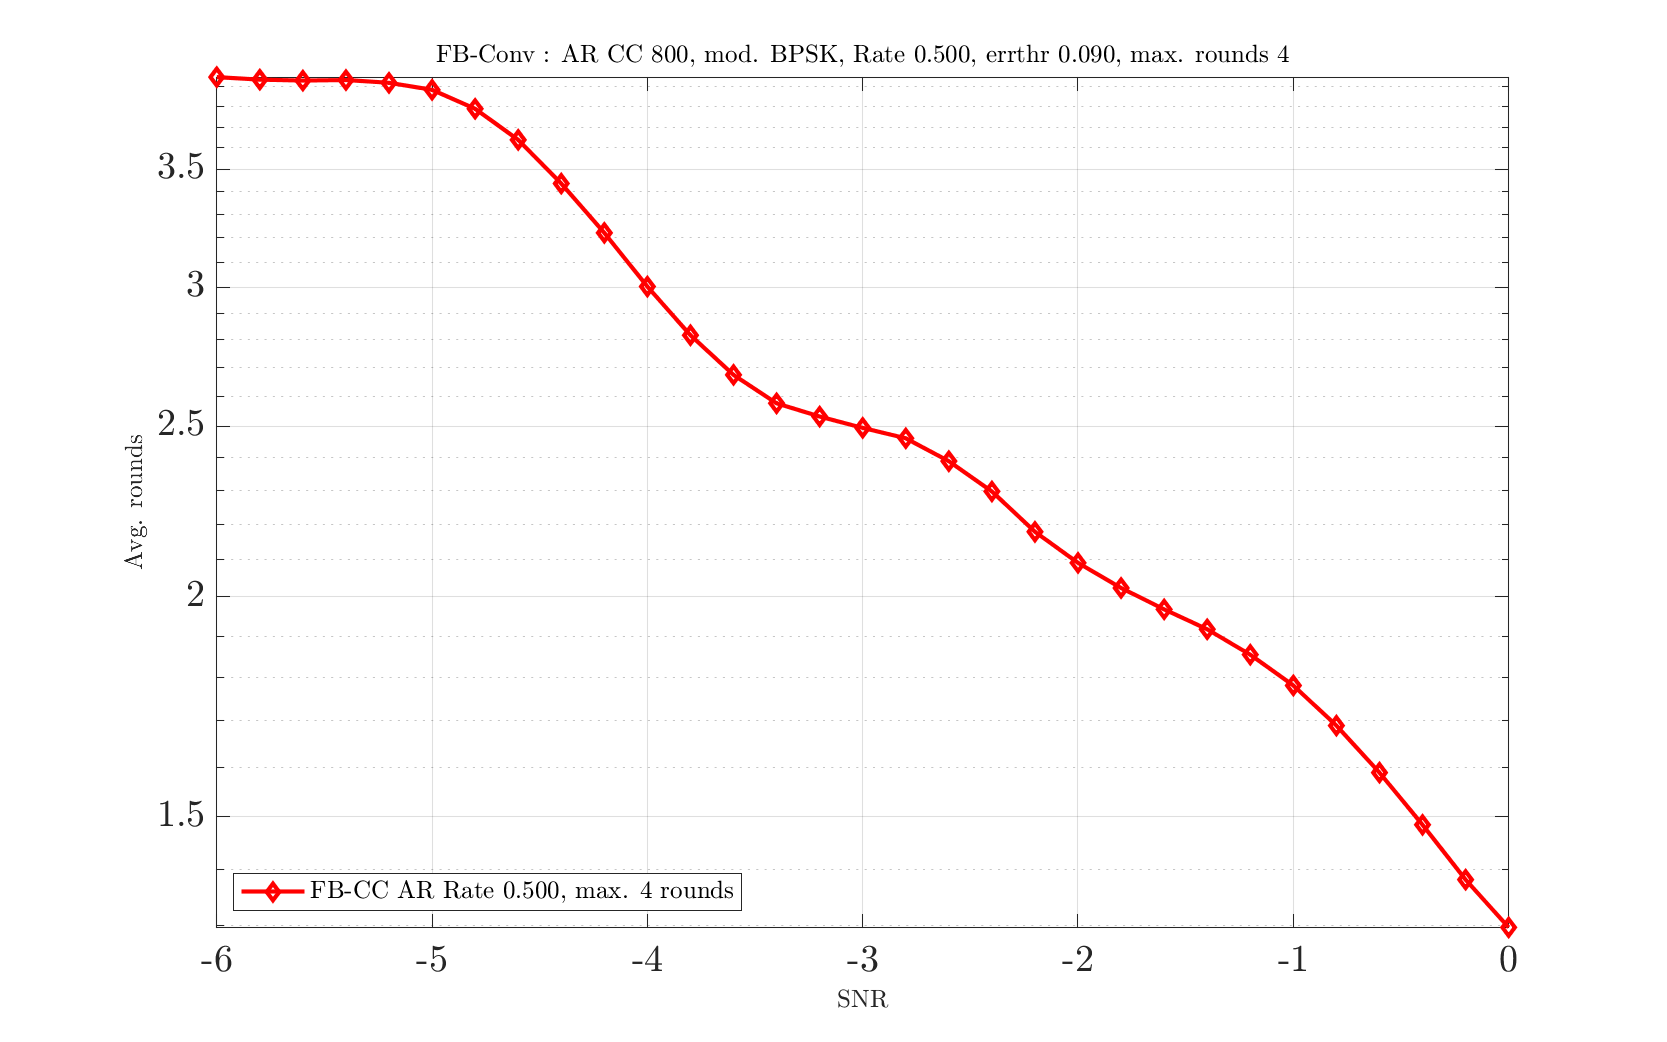 FB-Conv : AR CC 800, mod. BPSK, Rate 0.500, errthr 0.090, max. rounds 4
3.5
3
2.5
2
1.5
Avg. rounds
FB-CC AR Rate 0.500, max. 4 rounds
-6 -5 -4 -3 -2 -1 0
SNR